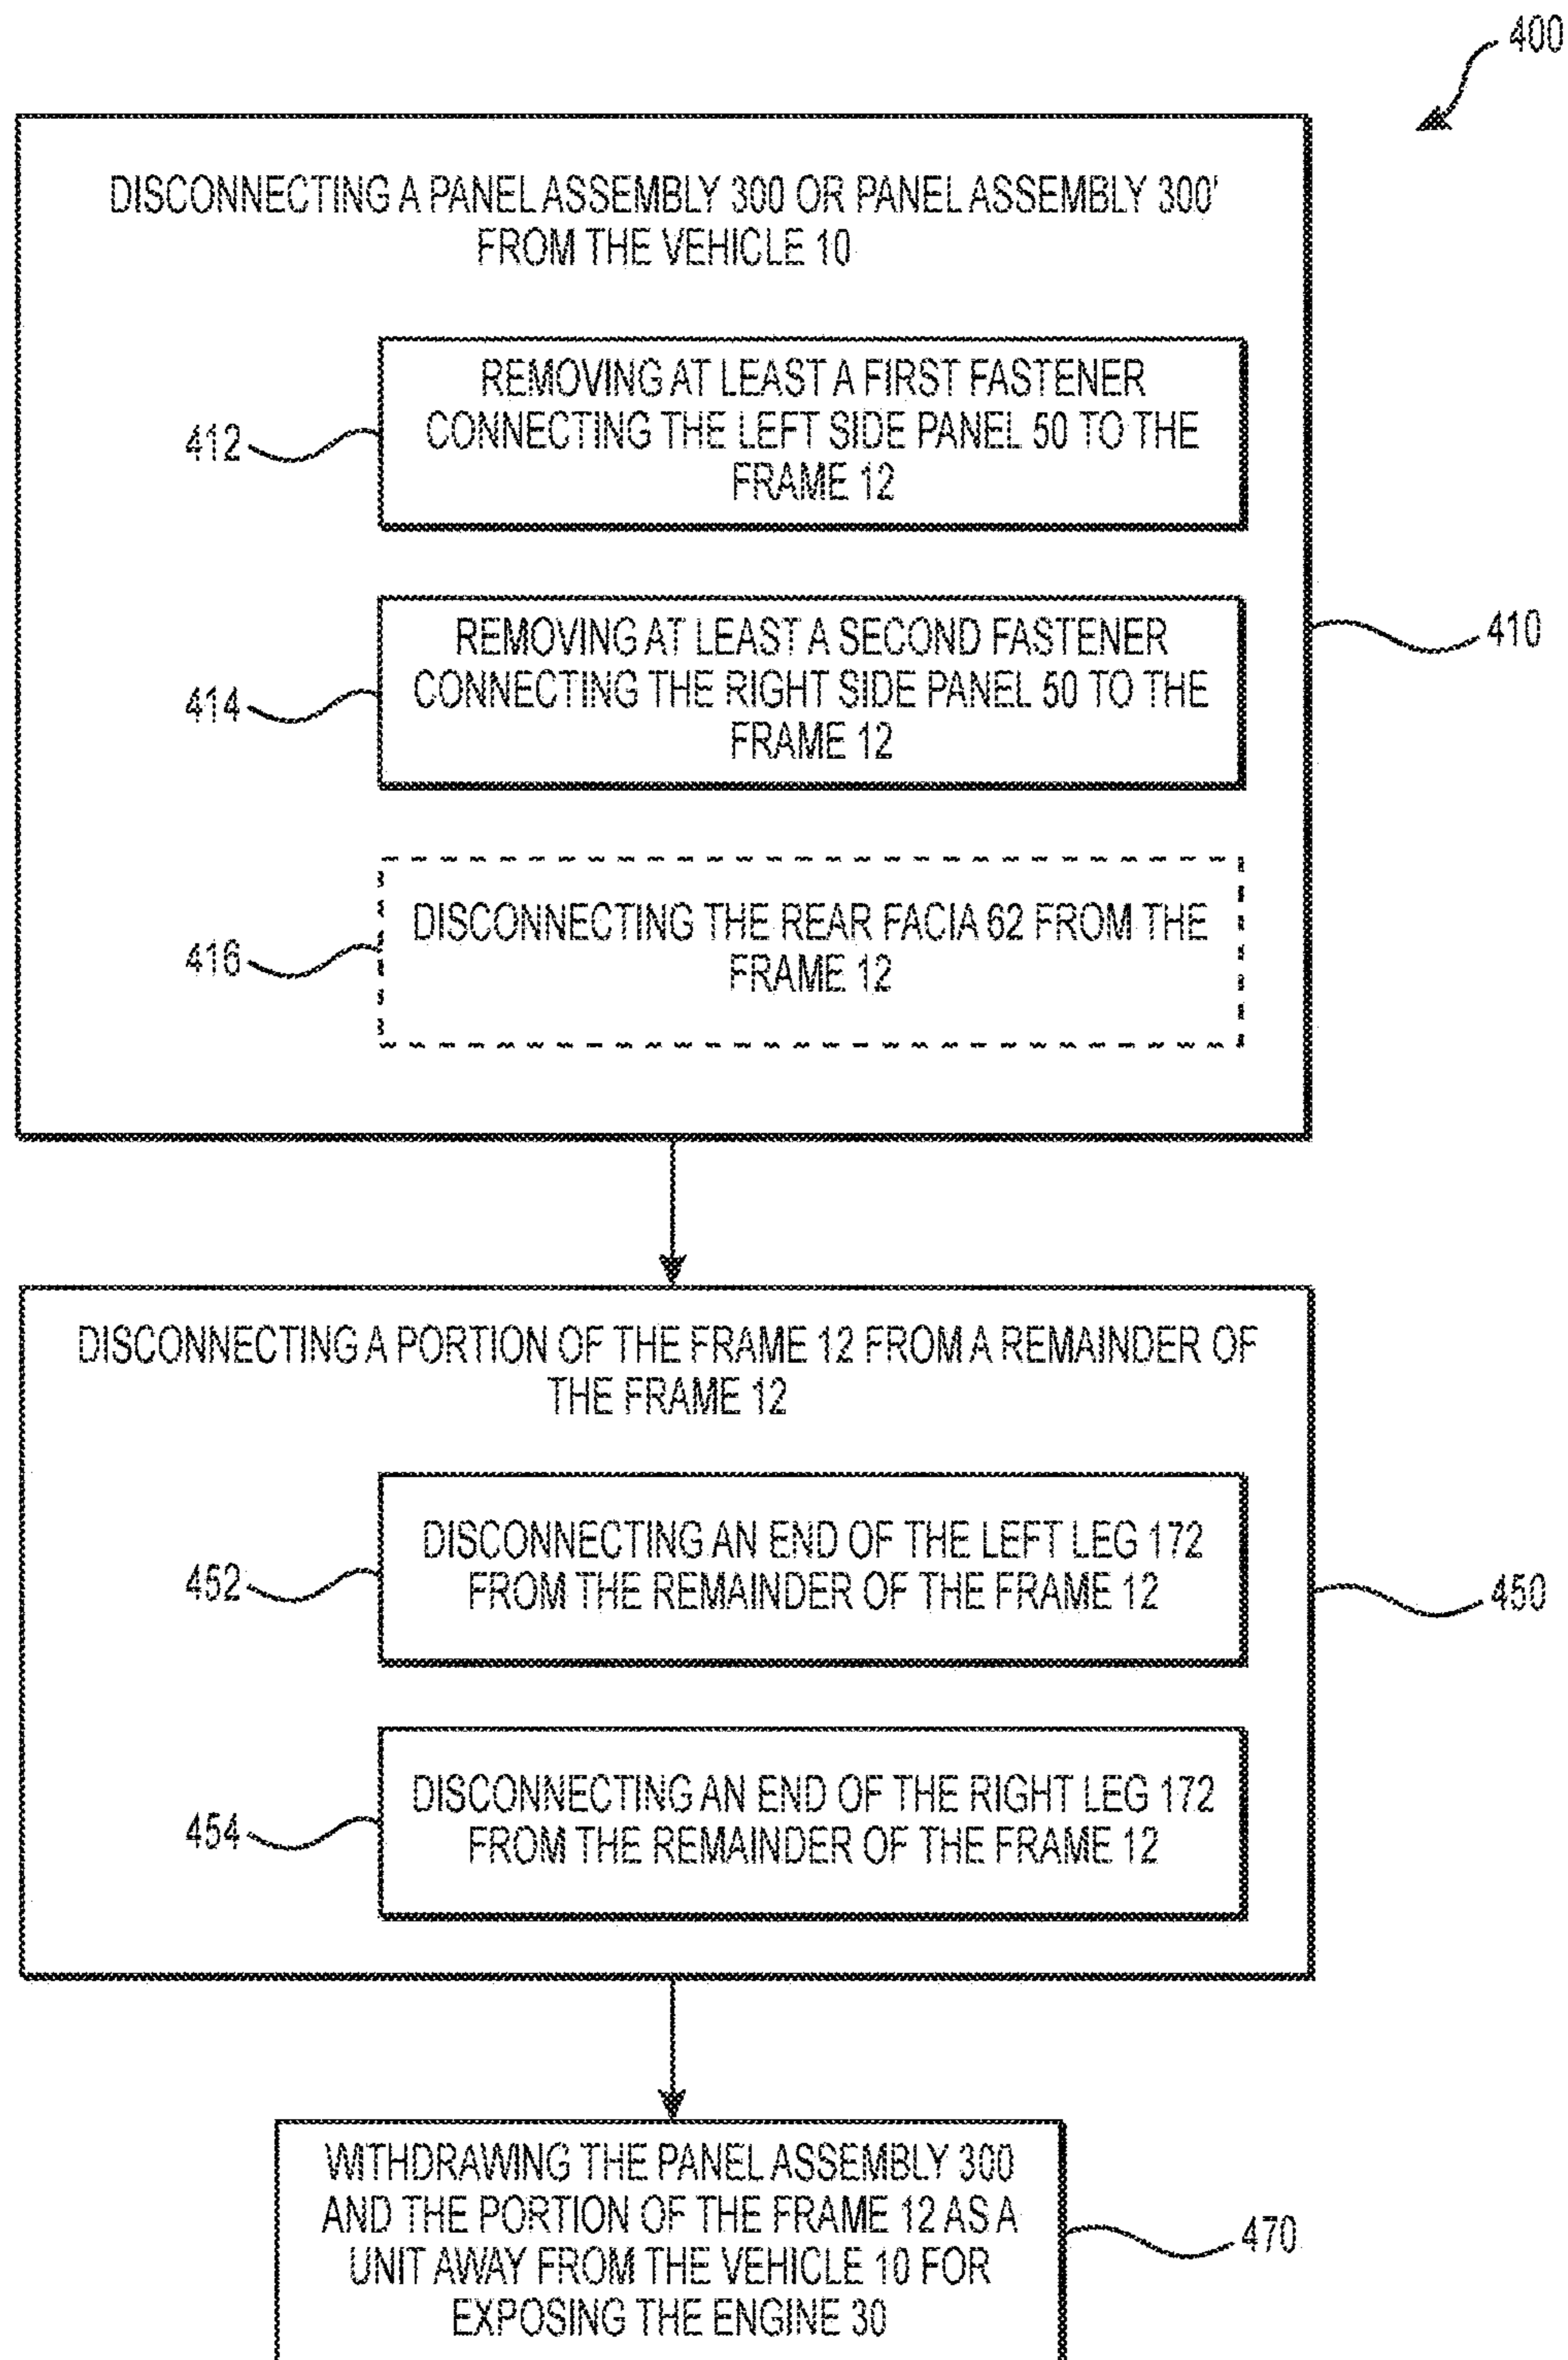 400
DISCONNECTING A PANEL ASSEMBLY 300 OR PANEL ASSEMBLY 300'
FROM THE VEHICLE 10
REMOVING AT LEAST A FIRST FASTENER
CONNECTING THE LEFT SIDE PANEL 50 TO THE
FRAME 12
412
REMOVING AT LEAST A SECOND FASTENER
CONNECTING THE RIGHT SIDE PANEL 50 TO THE
FRAME 12
410
414
DISCONNECTING THE REAR FACIA 62 FROM THE
FRAME 12
416
DISCONNECTING A PORTION OF THE FRAME 12 FROM A REMAINDER OF
THE FRAME 12
DISCONNECTING AN END OF THE LEFT LEG 172
FROM THE REMAINDER OF THE FRAME 12
452
450
DISCONNECTING AN END OF THE RIGHT LEG 172
FROM THE REMAINDER OF THE FRAME 12
454
WITHDRAWING THE PANEL ASSEMBLY 300
AND THE PORTION OF THE FRAME 12 AS A
UNIT AWAY FROM THE VEHICLE 10 FOR
EXPOSING THE ENGINE 30
470